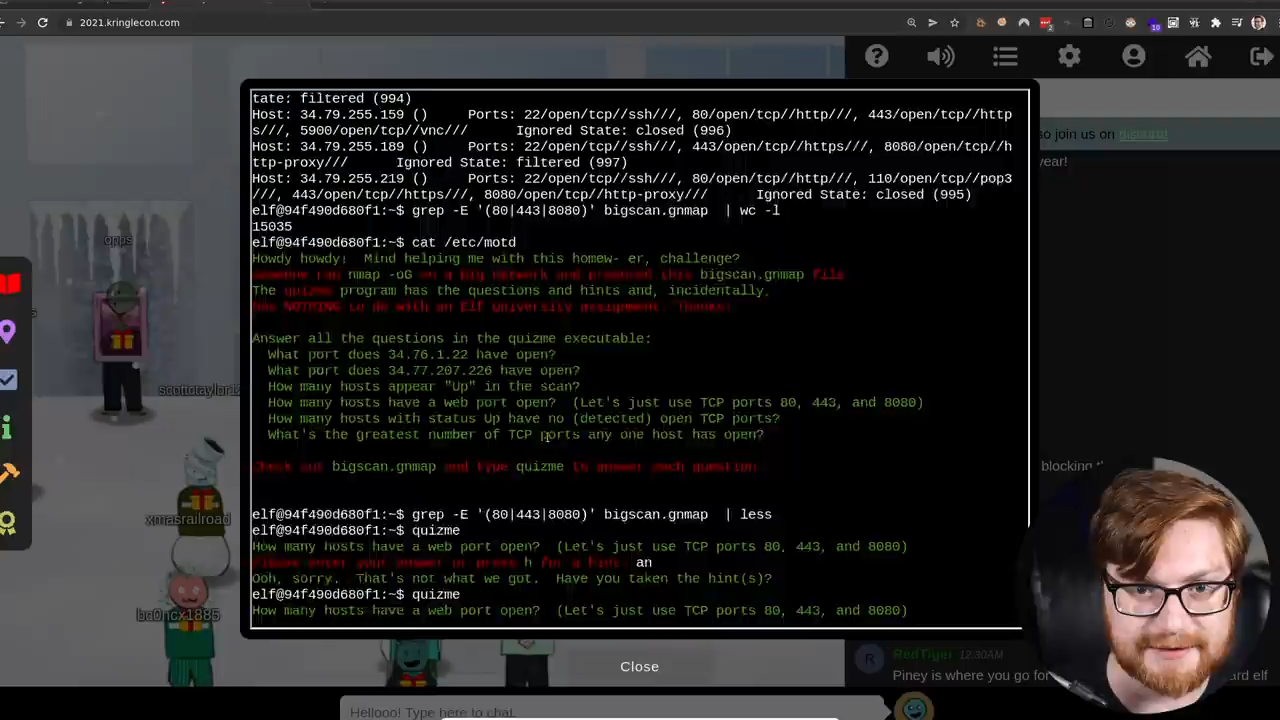 2021.kringlecon.com
opps
scottctaylor12
xmasrailroad
bn0ncx1885
so join us on discord!
year!
blocking
tate: filtered (994)
Host: 34.79.255.159 ()     Ports: 22/open/tcp//ssh///, 80/open/tcp//http///, 443/open/tcp//http
s///, 5900/open/tcp//vnc///      Ignored State: closed (996)
Host: 34.79.255.189 ()     Ports: 22/open/tcp//ssh///, 443/open/tcp//https///, 8080/open/tcp//h
ttp-proxy///      Ignored State: filtered (997)
Host: 34.79.255.219 ()     Ports: 22/open/tcp//ssh///, 80/open/tcp//http///, 110/open/tcp//pop3
///, 443/open/tcp//https///, 8080/open/tcp//http-proxy///      Ignored State: closed (995)
elf@94f490d680f1:~$ grep -E '(80|443|8080)' bigscan.gnmap  | wc -l
15035
elf@94f490d680f1:~$ cat /etc/motd
Howdy howdy!  Mind helping me with this homew- er, challenge?
Someone ran nmap -oG on a big network and produced this bigscan.gnmap file
The quizme program has the questions and hints and, incidentally,
has NOTHING to do with an Elf University assignment. Thanks!
Answer all the questions in the quizme executable:
What port does 34.76.1.22 have open?
What port does 34.77.207.226 have open?
How many hosts appear "Up" in the scan?
How many hosts have a web port open?  (Let's just use TCP ports 80, 443, and 8080)
How many hosts with status Up have no (detected) open TCP ports?
What's the greatest number of TCP ports any one host has open?
Check out bigscan.gnmap and type quizme to answer each question.
elf@94f490d680f1:~$ grep -E '(80|443|8080)' bigscan.gnmap  | less
elf@94f490d680f1:~$ quizme
How many hosts have a web port open?  (Let's just use TCP ports 80, 443, and 8080)
Please enter your answer or press h for a hint: an
Ooh, sorry.  That's not what we got.  Have you taken the hint(s)?
elf@94f490d680f1:~$ quizme
How many hosts have a web port open?  (Let's just use TCP ports 80, 443, and 8080)
Close
R
RedTiger 12:30AM
Piney is where you go for
ard elf
Hellooo! Type here to chat.